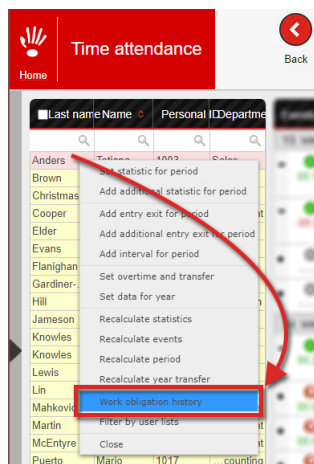 Time attendance
Home
Back
Last name Name Personal ID Departme
Anders Tatiana 1003 Sales
Brown
Christmas
Cooper
Elder
Evans
Flanighan
Gardiner-.
Hill
Jameson
Knowles
Knowles
Lewis
Lin
Mahkovic
Martin
McEntyre
Puerto Mario 1017 ...counting
Set statistic for period
Add additional statistic for period
Add entry exit for period
Add additional entry exit for period
Add interval for period
Set overtime and transfer
Set data for year
Recalculate statistics
Recalculate events
Recalculate period
Recalculate year transfer
Work obligation history
Filter by user lists
Close